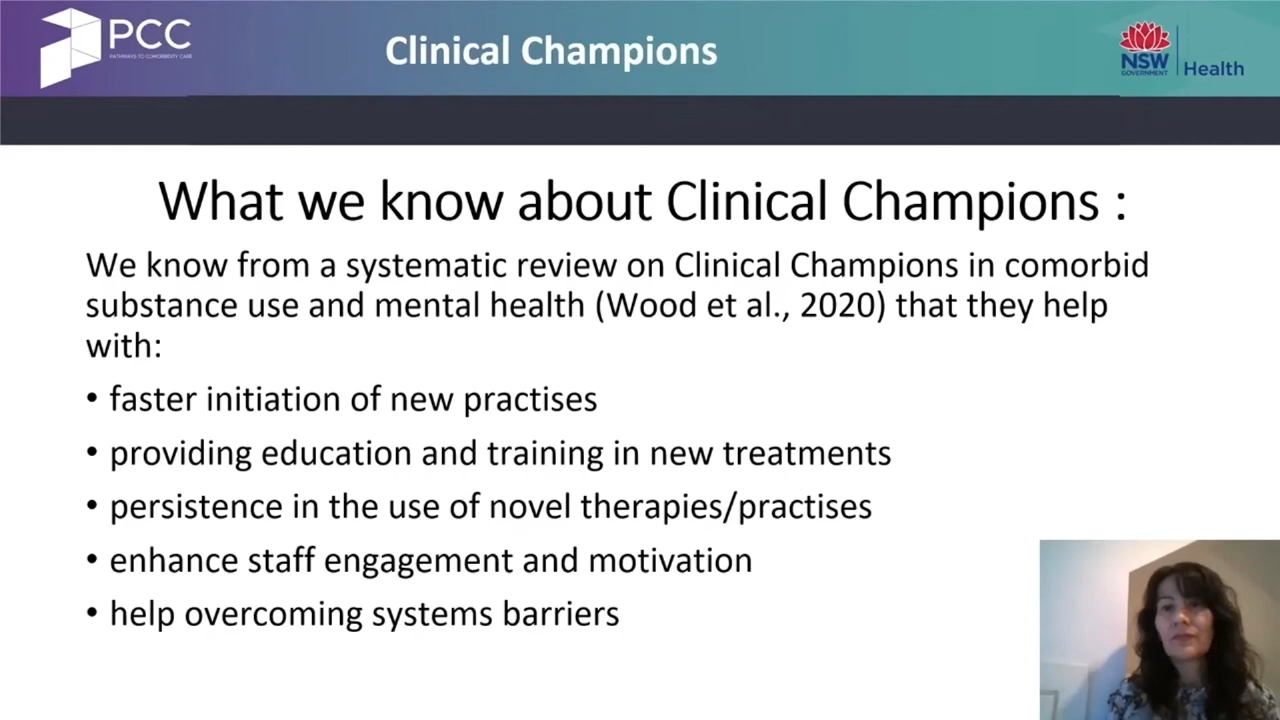 PCC
PATHWAYS TO COMORBIDITY CARE
Clinical Champions
NSW
GOVERNMENT
Health
What we know about Clinical Champions :
We know from a systematic review on Clinical Champions in comorbid
substance use and mental health (Wood et al., 2020) that they help
with:
• faster initiation of new practises
• providing education and training in new treatments
• persistence in the use of novel therapies/practises
• enhance staff engagement and motivation
• help overcoming systems barriers